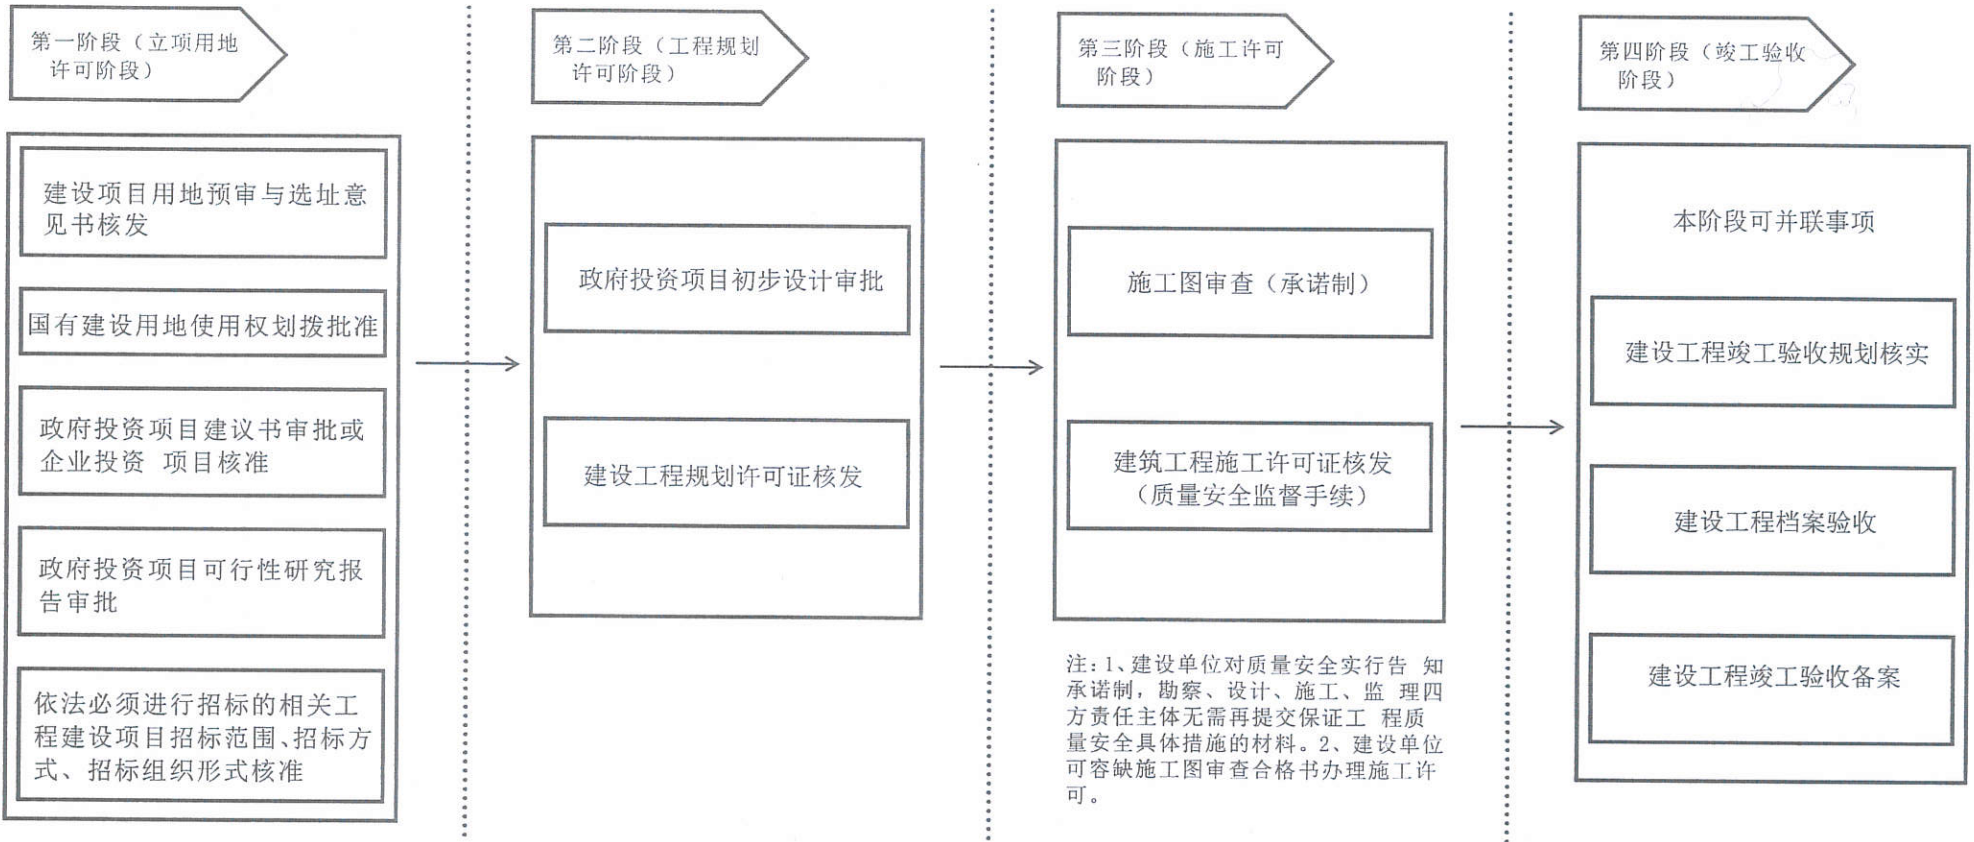 第一阶段（立项用地
许可阶段）
建设项目用地预审与选址意
见书核发
国有建设用地使用权划拨批准
政府投资项目建议书审批或
企业投资 项目核准
政府投资项目可行性研究报
告审批
依法必须进行招标的相关工
程建设项目招标范围、招标方
式、招标组织形式核准
第二阶段（工程规划
许可阶段）
政府投资项目初步设计审批
建设工程规划许可证核发
第三阶段（施工许可
阶段）
施工图审查（承诺制）
建筑工程施工许可证核发
（质量安全监督手续）
注：1、建设单位对质量安全实行告 知
承诺制，勘察、设计、施工、监 理四
方责任主体无需再提交保证工 程质
量安全具体措施的材料。2、建设单位
可容缺施工图审查合格书办理施工许
可。
第四阶段（竣工验收
阶段）
本阶段可并联事项
建设工程竣工验收规划核实
建设工程档案验收
建设工程竣工验收备案